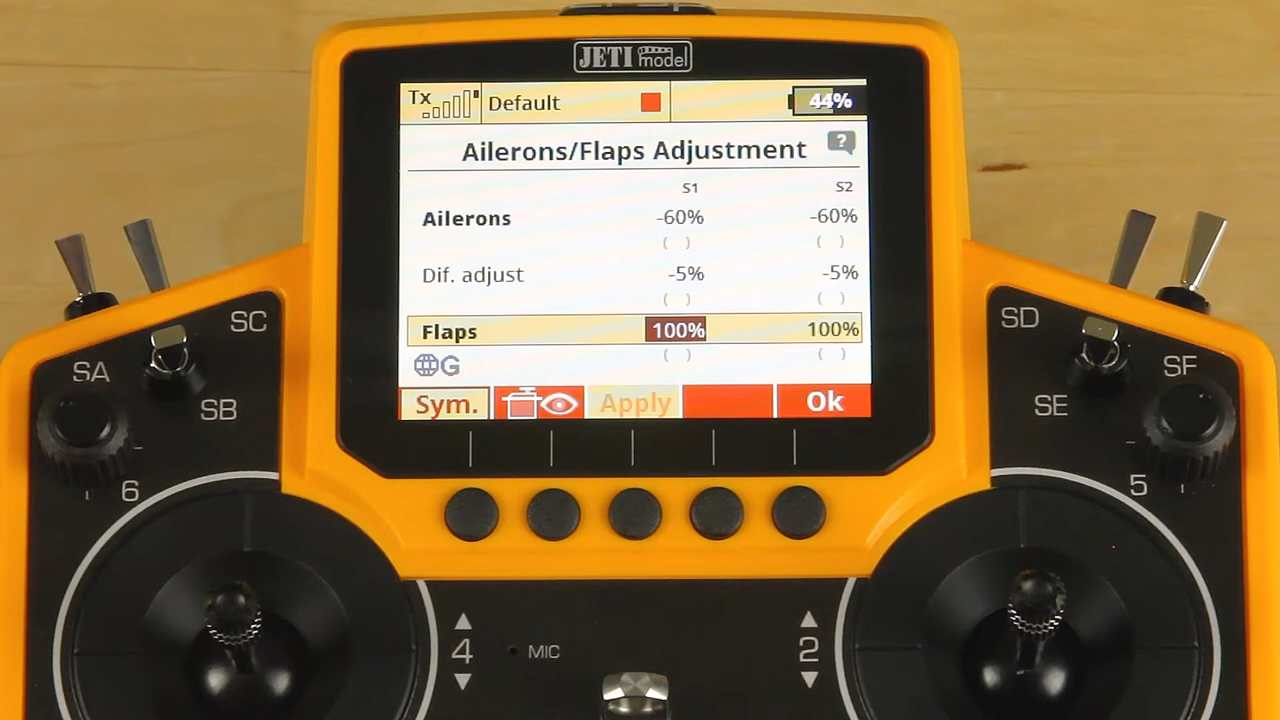 JETI model
Tx Default 44%
Ailerons/Flaps Adjustment ?
S1 S2
Ailerons -60% -60%
( ) ( )
Dif. adjust -5% -5%
( ) ( )
Flaps 100% 100%
G ( ) ( )
Sym. Apply Ok
SC
SA
SB
6
SD
SF
SE
5
4
MIC
2